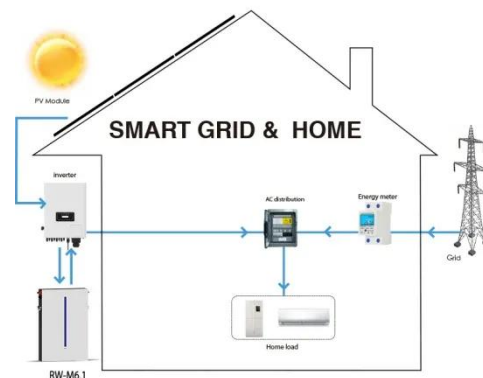 PV Module
SMART GRID & HOME
Inverter
AC distribution
Energy meter
Grid
Home load
RW-M6.1